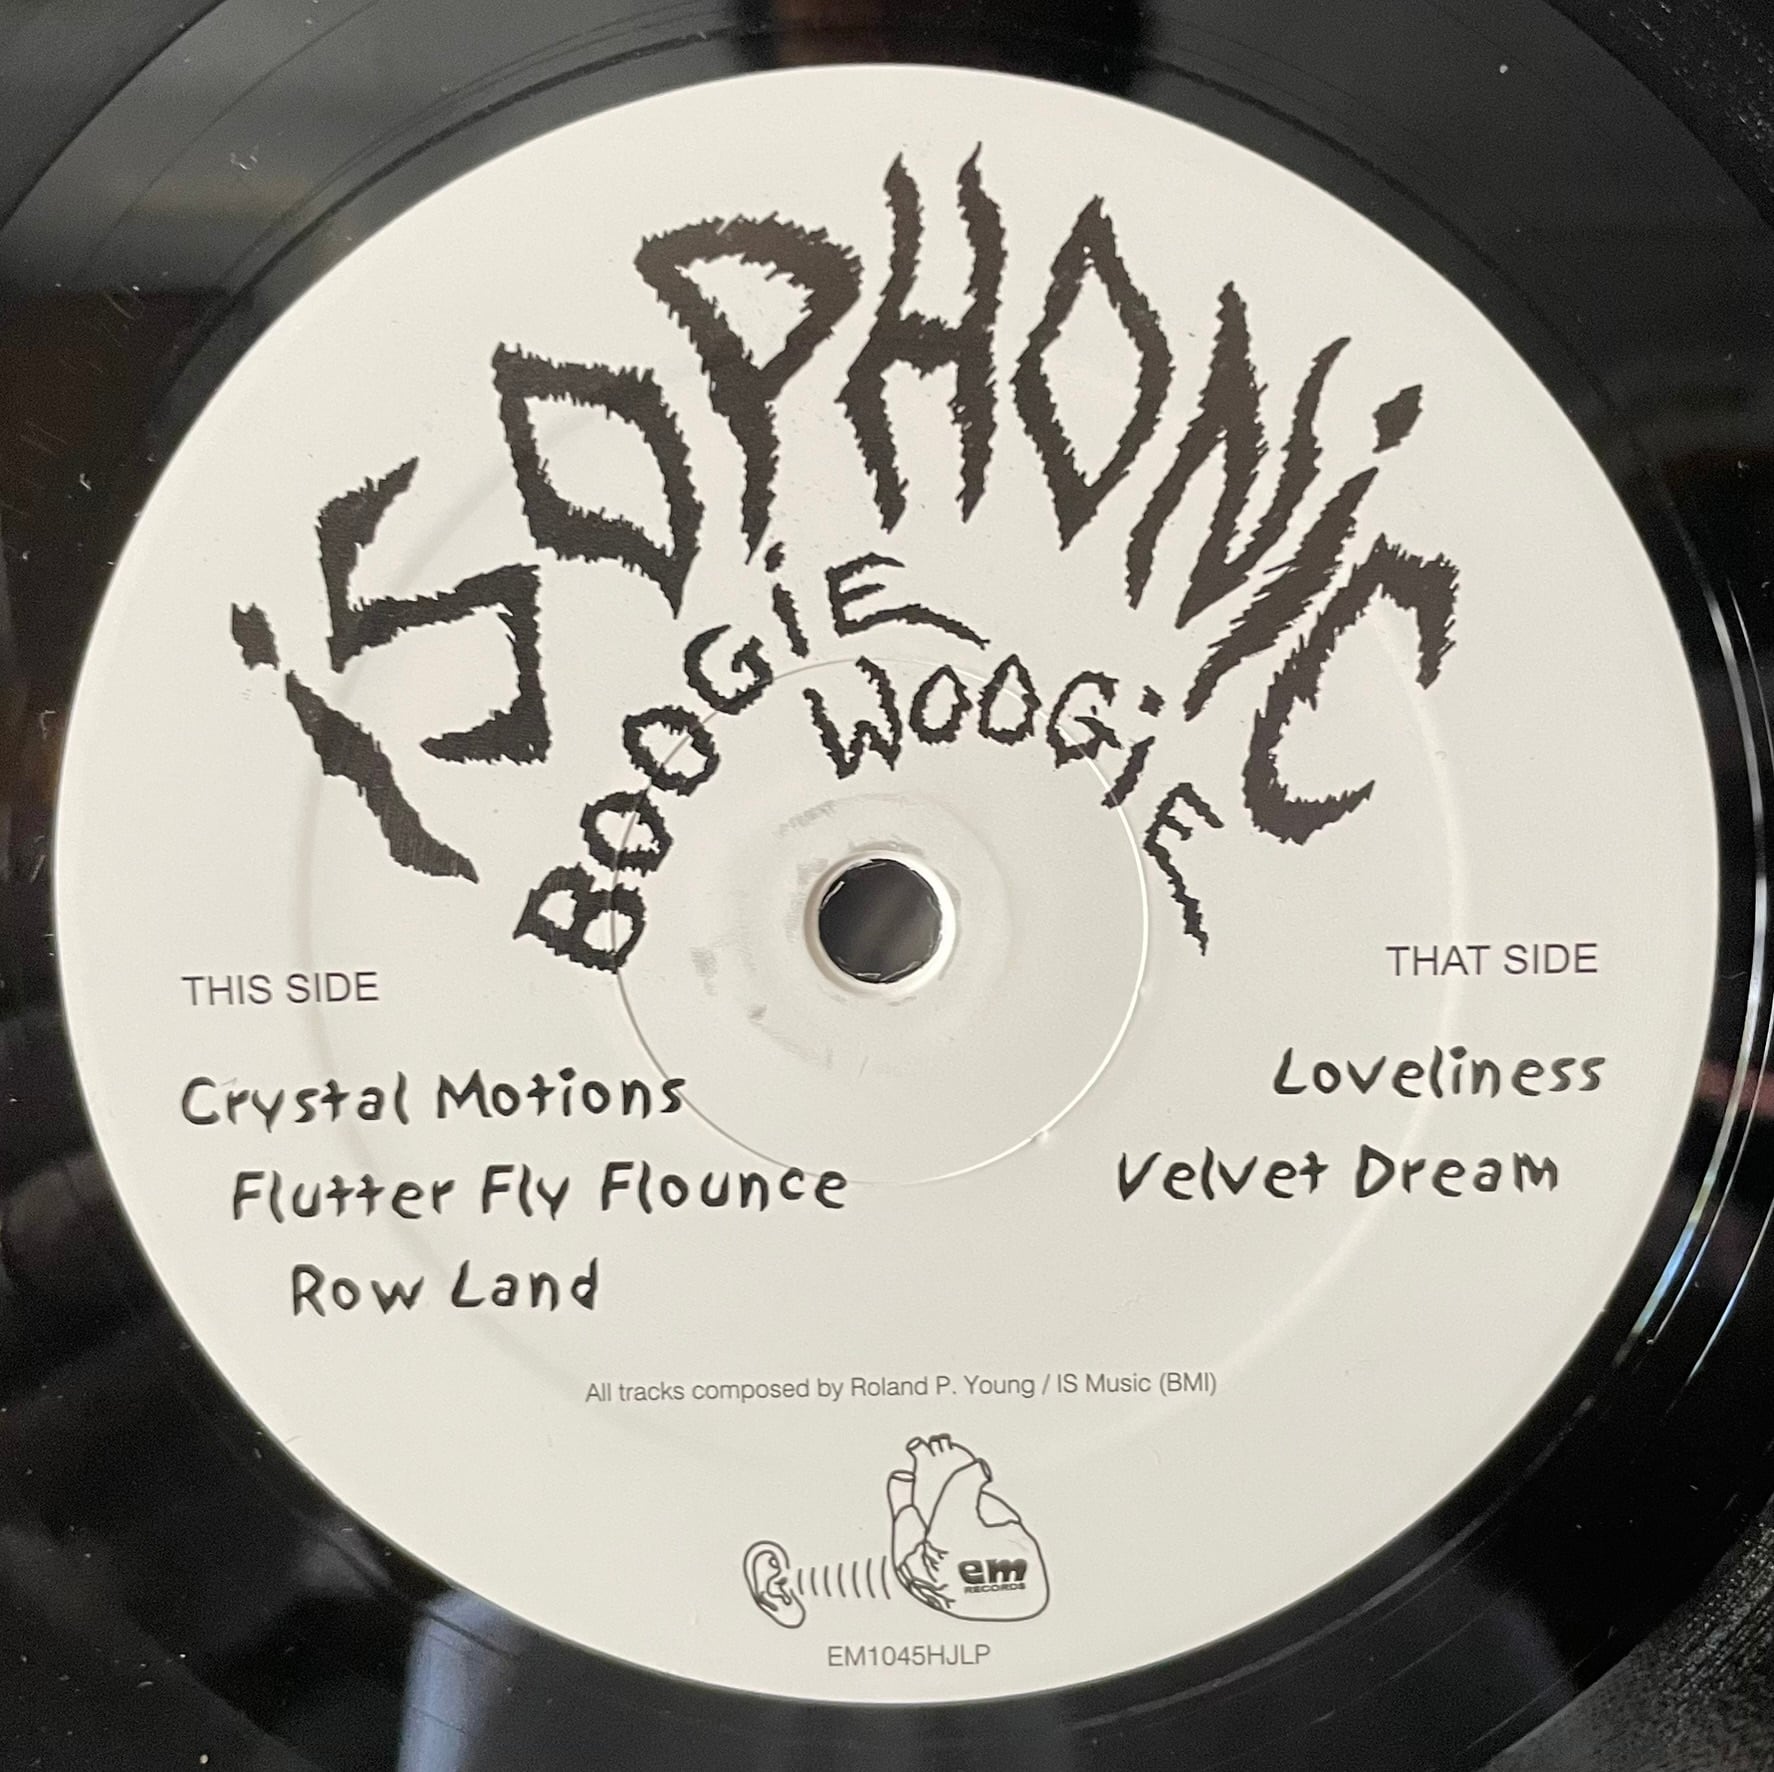 iSOPHONiC
BOOGiE WOOGiE
THIS SIDE
THAT SIDE
Crystal Motions
Flutter Fly Flounce
Row Land
Loveliness
Velvet Dream
All tracks composed by Roland P. Young / IS Music (BMI)
em
RECORDS
EM1045HJLP